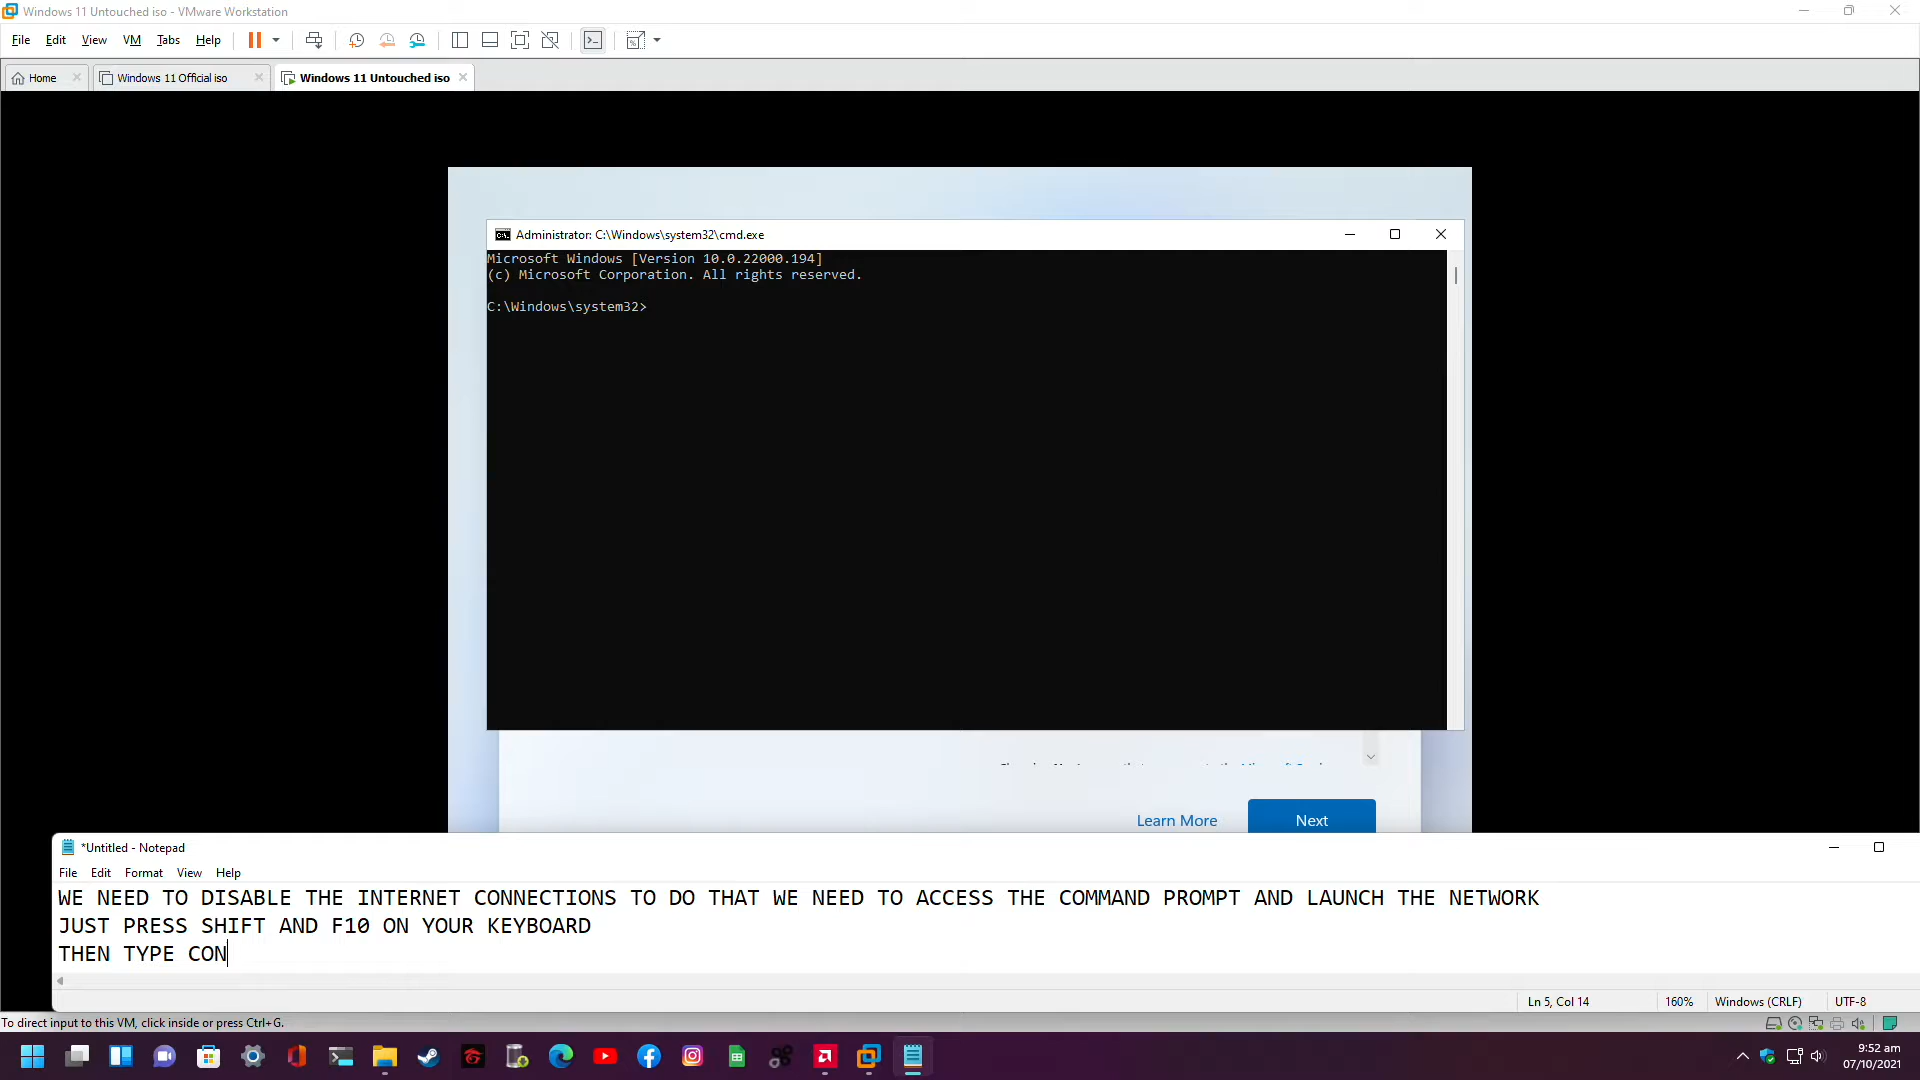 Windows 11 Untouched iso - VMware Workstation
File Edit View VM Tabs Help
Home Windows 11 Official iso Windows 11 Untouched iso
Administrator: C:\Windows\system32\cmd.exe
Microsoft Windows [Version 10.0.22000.194]
(c) Microsoft Corporation. All rights reserved.
C:\Windows\system32>
Learn More Next
*Untitled - Notepad
File Edit Format View Help
WE NEED TO DISABLE THE INTERNET CONNECTIONS TO DO THAT WE NEED TO ACCESS THE COMMAND PROMPT AND LAUNCH THE NETWORK
JUST PRESS SHIFT AND F10 ON YOUR KEYBOARD
THEN TYPE CON
Ln 5, Col 14 160% Windows (CRLF) UTF-8
To direct input to this VM, click inside or press Ctrl+G.
9:52 am
07/10/2021